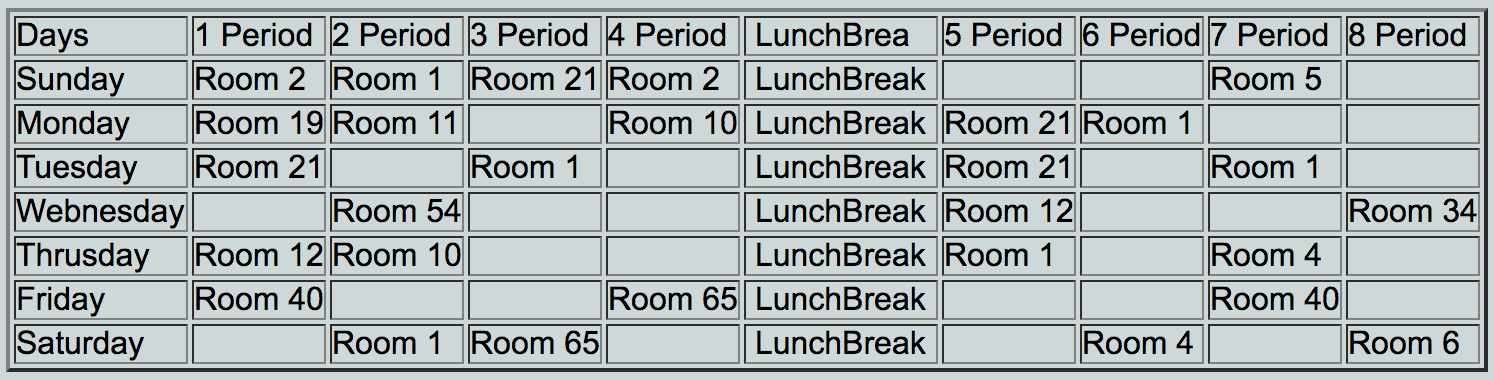 Days 1 Period 2 Period 3 Period 4 Period LunchBrea 5 Period 6 Period 7 Period 8 Period
Sunday Room 2 Room 1 Room 21 Room 2 LunchBreak Room 5
Monday Room 19 Room 11 Room 10 LunchBreak Room 21 Room 1
Tuesday Room 21 Room 1 LunchBreak Room 21 Room 1
Webnesday Room 54 LunchBreak Room 12 Room 34
Thrusday Room 12 Room 10 LunchBreak Room 1 Room 4
Friday Room 40 Room 65 LunchBreak Room 40
Saturday Room 1 Room 65 LunchBreak Room 4 Room 6